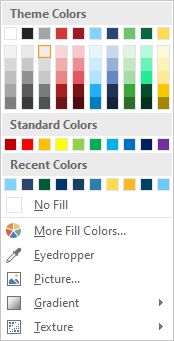 Theme Colors
Standard Colors
Recent Colors
No Fill
More Fill Colors...
Eyedropper
Picture...
Gradient
Texture